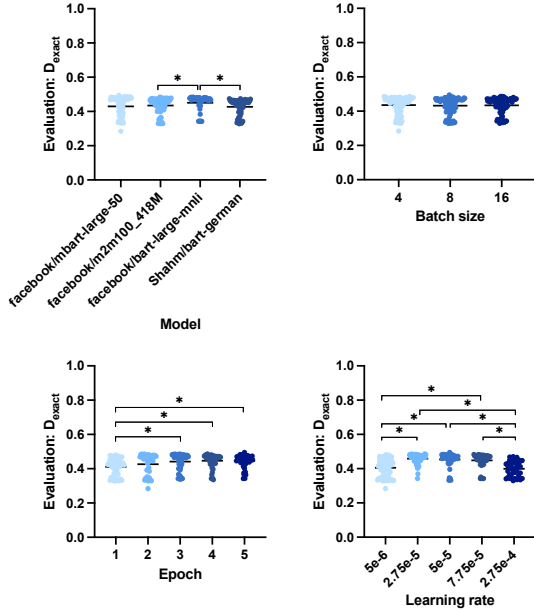 Evaluation: Dexact
1.0
0.8
0.6
0.4
0.2
0.0
*
*
facebook/mbart-large-50
facebook/m2m100_418M
facebook/bart-large-mnli
Shahm/bart-german
Model
Evaluation: Dexact
1.0
0.8
0.6
0.4
0.2
0.0
4
8
16
Batch size
Evaluation: Dexact
1.0
0.8
0.6
0.4
0.2
0.0
*
*
*
1
2
3
4
5
Epoch
Evaluation: Dexact
1.0
0.8
0.6
0.4
0.2
0.0
*
*
*
*
*
*
5e-6
2.75e-5
5e-5
7.75e-5
2.75e-4
Learning rate